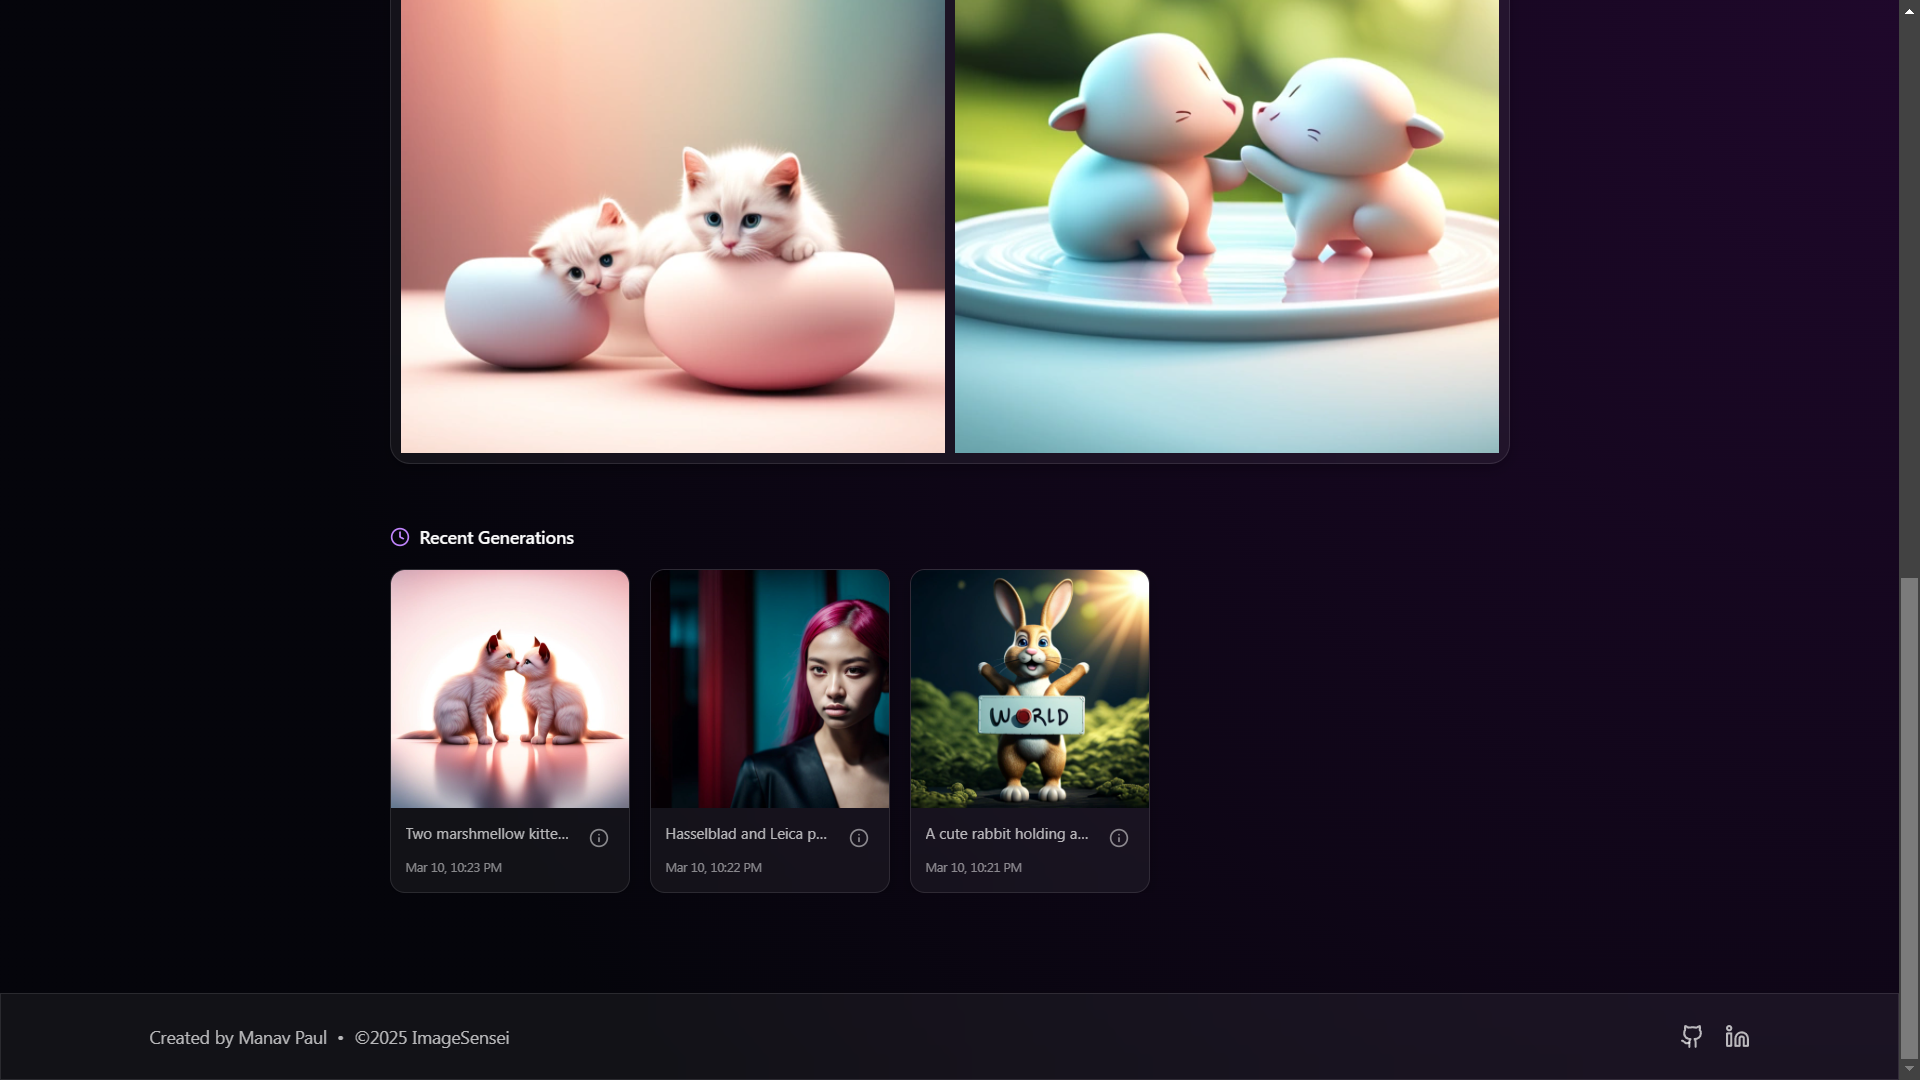 Recent Generations
WORLD
Two marshmellow kitte...
Mar 10, 10:23 PM
Hasselblad and Leica p...
Mar 10, 10:22 PM
A cute rabbit holding a...
Mar 10, 10:21 PM
Created by Manav Paul • ©2025 ImageSensei